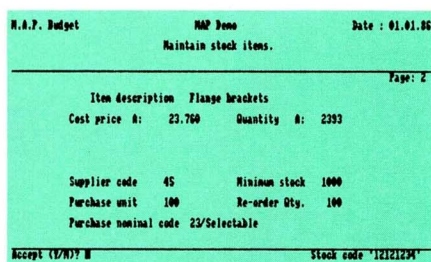 M.A.P. Budget MAP Demo Date : 01.01.86
Maintain stock items.
Page: 2
Item description Flange brackets
Cost price A: 23.760 Quantity A: 2393
Supplier code 45 Minimum stock 1000
Purchase unit 100 Re-order Qty. 100
Purchase nominal code 23/Selectable
Accept (Y/N)? Stock code '12121234'